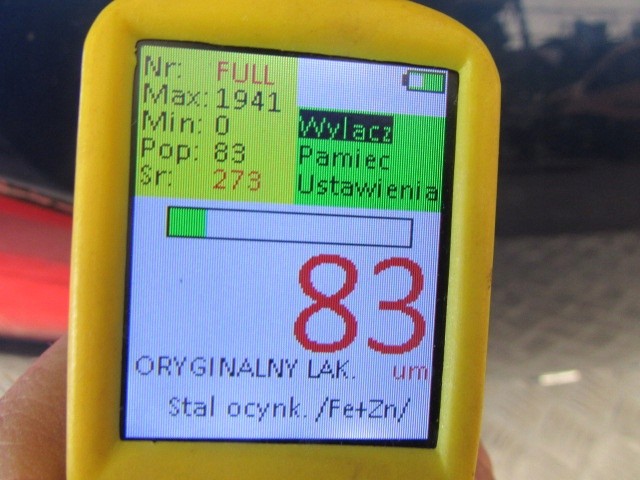 Nr: FULL
Max: 1941
Min: 0
Pop: 83
Sr: 273
Wylacz
Pamiec
Ustawienia
83
ORYGINALNY LAK. um
Stal ocynk. /Fe+Zn/